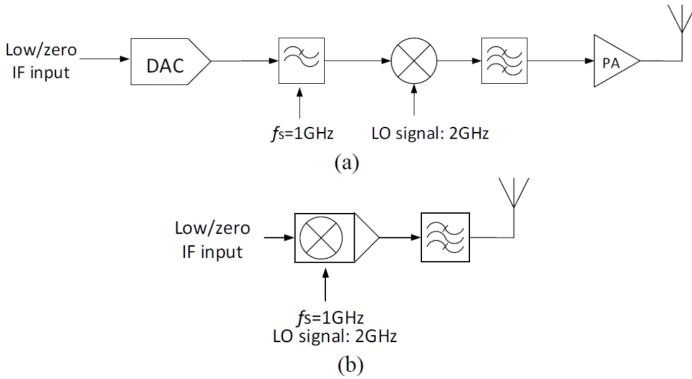 Low/zero
IF input
DAC
PA
fs=1GHz
LO signal: 2GHz
(a)
Low/zero
IF input
fs=1GHz
LO signal: 2GHz
(b)